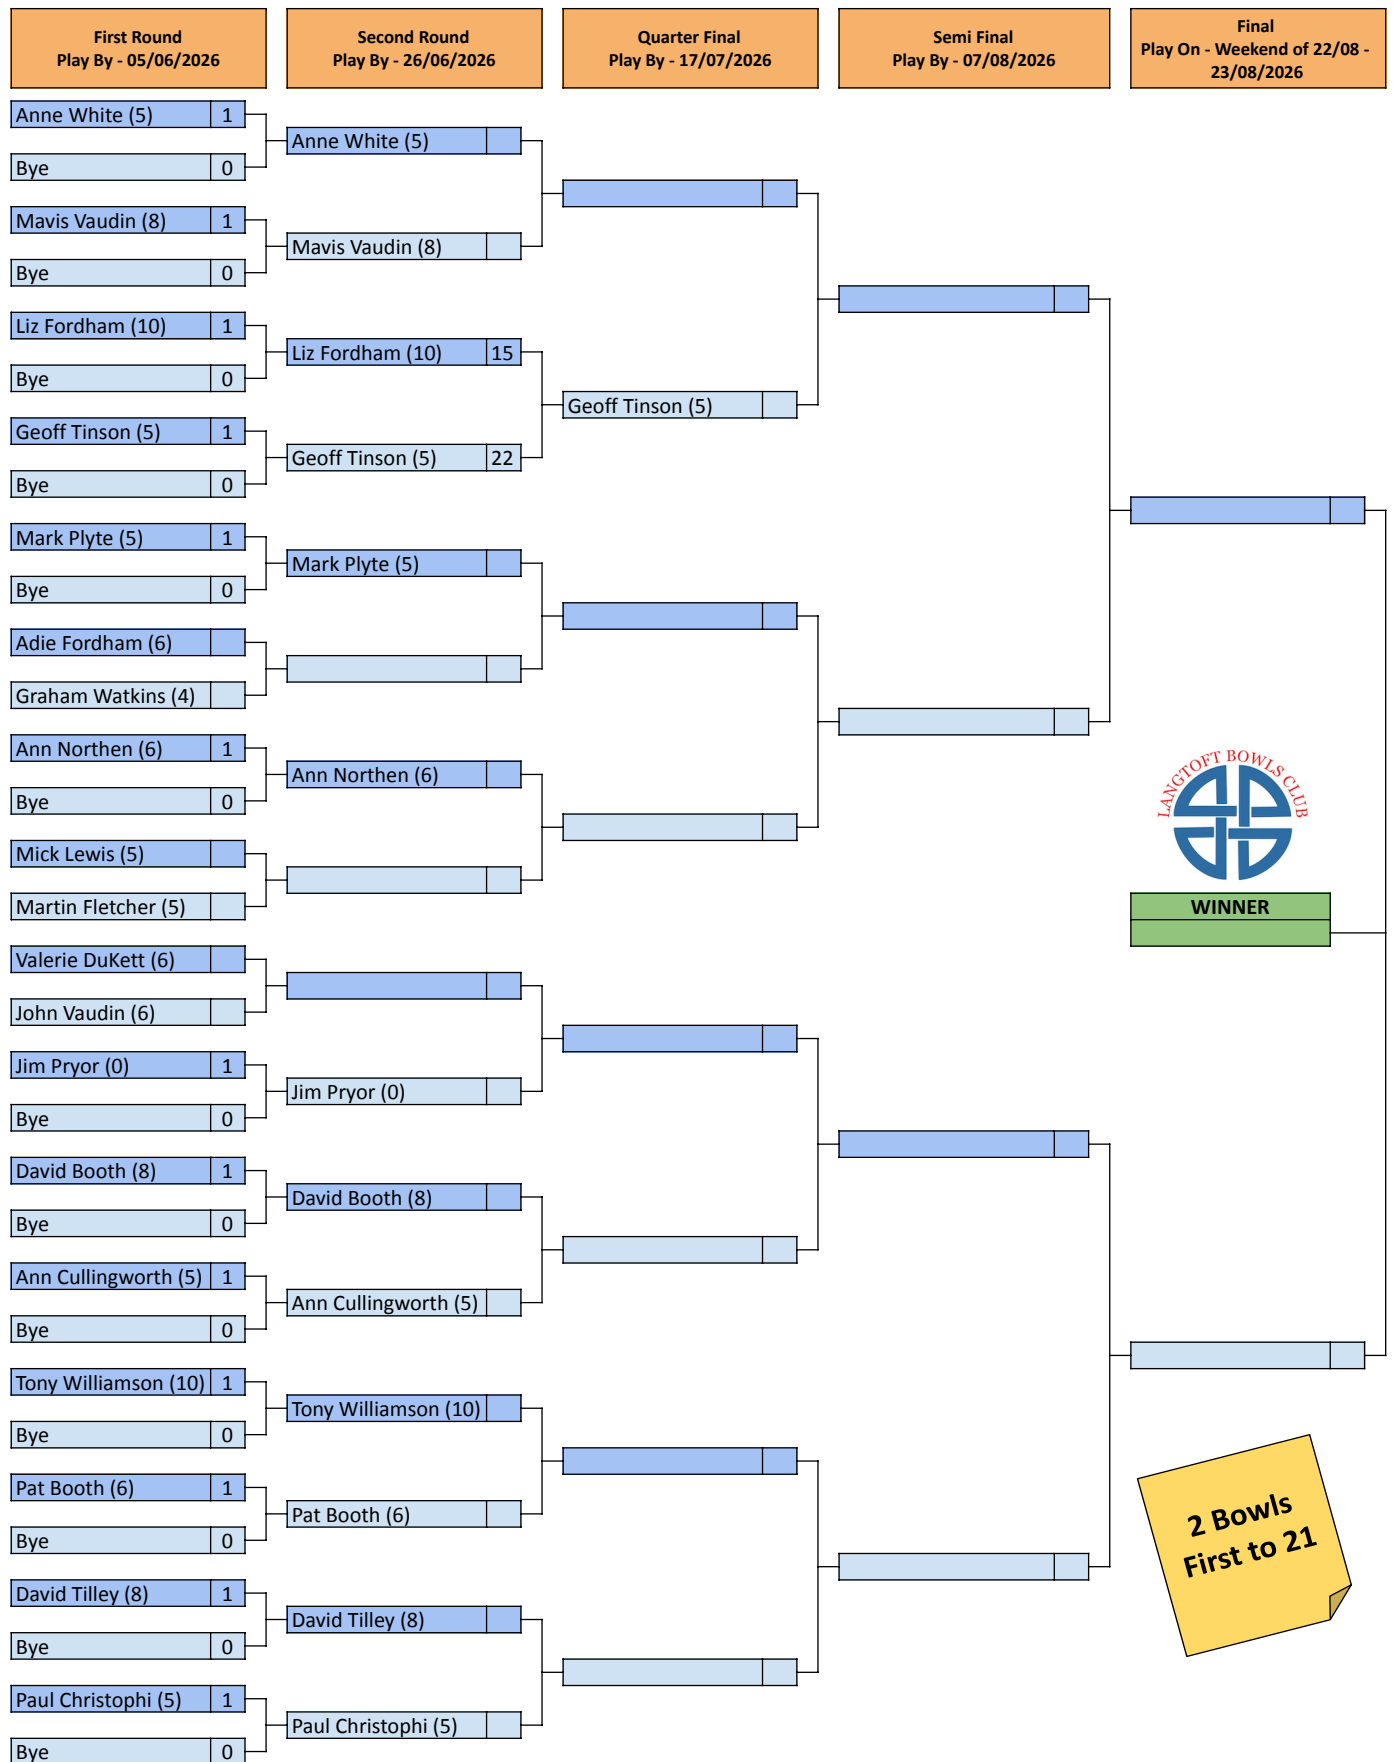 First Round
Play By - 05/06/2026
Second Round
Play By - 26/06/2026
Quarter Final
Play By - 17/07/2026
Semi Final
Play By - 07/08/2026
Final
Play On - Weekend of 22/08 -
23/08/2026
Anne White (5) 1
Bye 0
Mavis Vaudin (8) 1
Bye 0
Liz Fordham (10) 1
Bye 0
Geoff Tinson (5) 1
Bye 0
Mark Plyte (5) 1
Bye 0
Adie Fordham (6)
Graham Watkins (4)
Ann Northen (6) 1
Bye 0
Mick Lewis (5)
Martin Fletcher (5)
Valerie DuKett (6)
John Vaudin (6)
Jim Pryor (0) 1
Bye 0
David Booth (8) 1
Bye 0
Ann Cullingworth (5) 1
Bye 0
Tony Williamson (10) 1
Bye 0
Pat Booth (6) 1
Bye 0
David Tilley (8) 1
Bye 0
Paul Christophi (5) 1
Bye 0
Anne White (5)
Mavis Vaudin (8)
Liz Fordham (10) 15
Geoff Tinson (5) 22
Mark Plyte (5)
Ann Northen (6)
Jim Pryor (0)
David Booth (8)
Ann Cullingworth (5)
Tony Williamson (10)
Pat Booth (6)
David Tilley (8)
Paul Christophi (5)
Geoff Tinson (5)
LANGTOFT BOWLS CLUB
WINNER
2 Bowls
First to 21